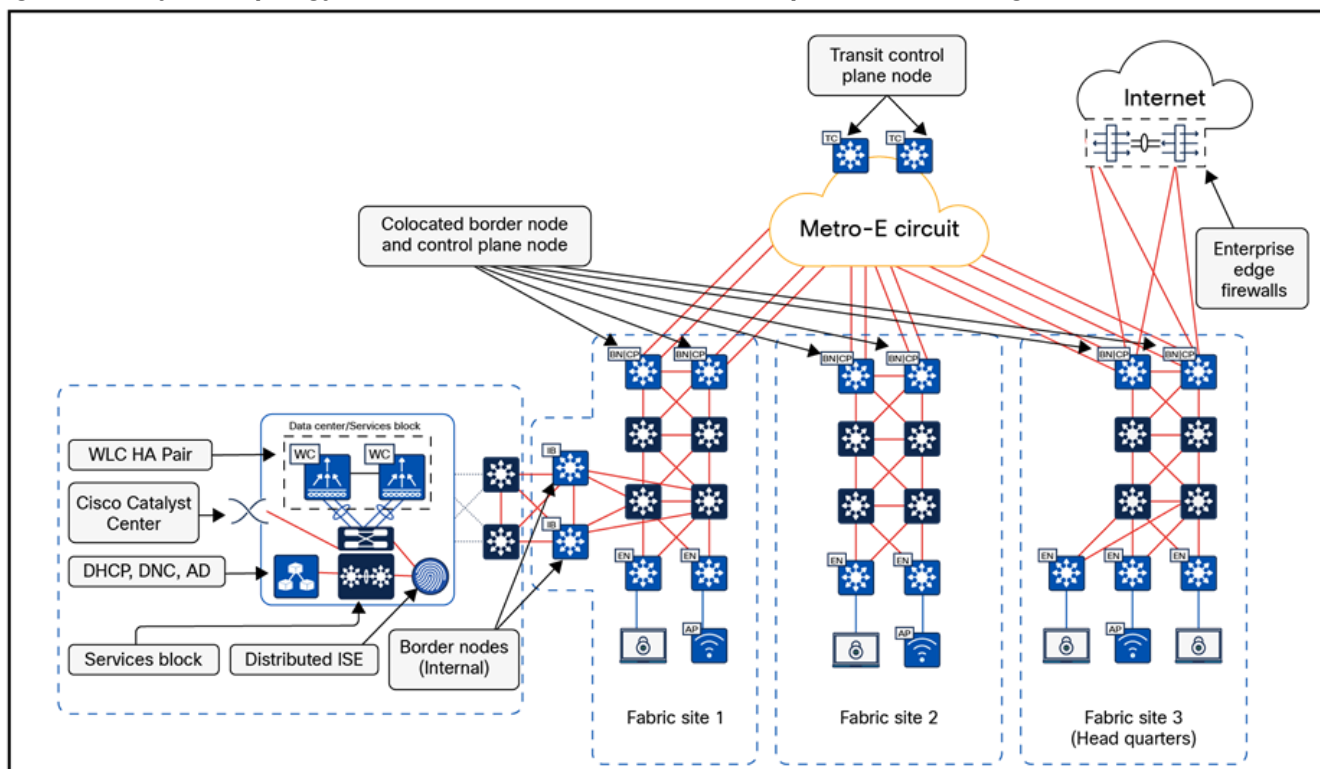 Transit control
plane node
TC
TC
Internet
Metro-E circuit
Colocated border node
and control plane node
Enterprise
edge
firewalls
BN|CP
BN|CP
BN|CP
BN|CP
BN|CP
BN|CP
Data center/Services block
WLC HA Pair
WC
WC
IB
Cisco Catalyst
Center
IB
DHCP, DNC, AD
EN
EN
EN
EN
EN
EN
EN
AP
AP
AP
Services block
Distributed ISE
Border nodes
(Internal)
Fabric site 1
Fabric site 2
Fabric site 3
(Head quarters)